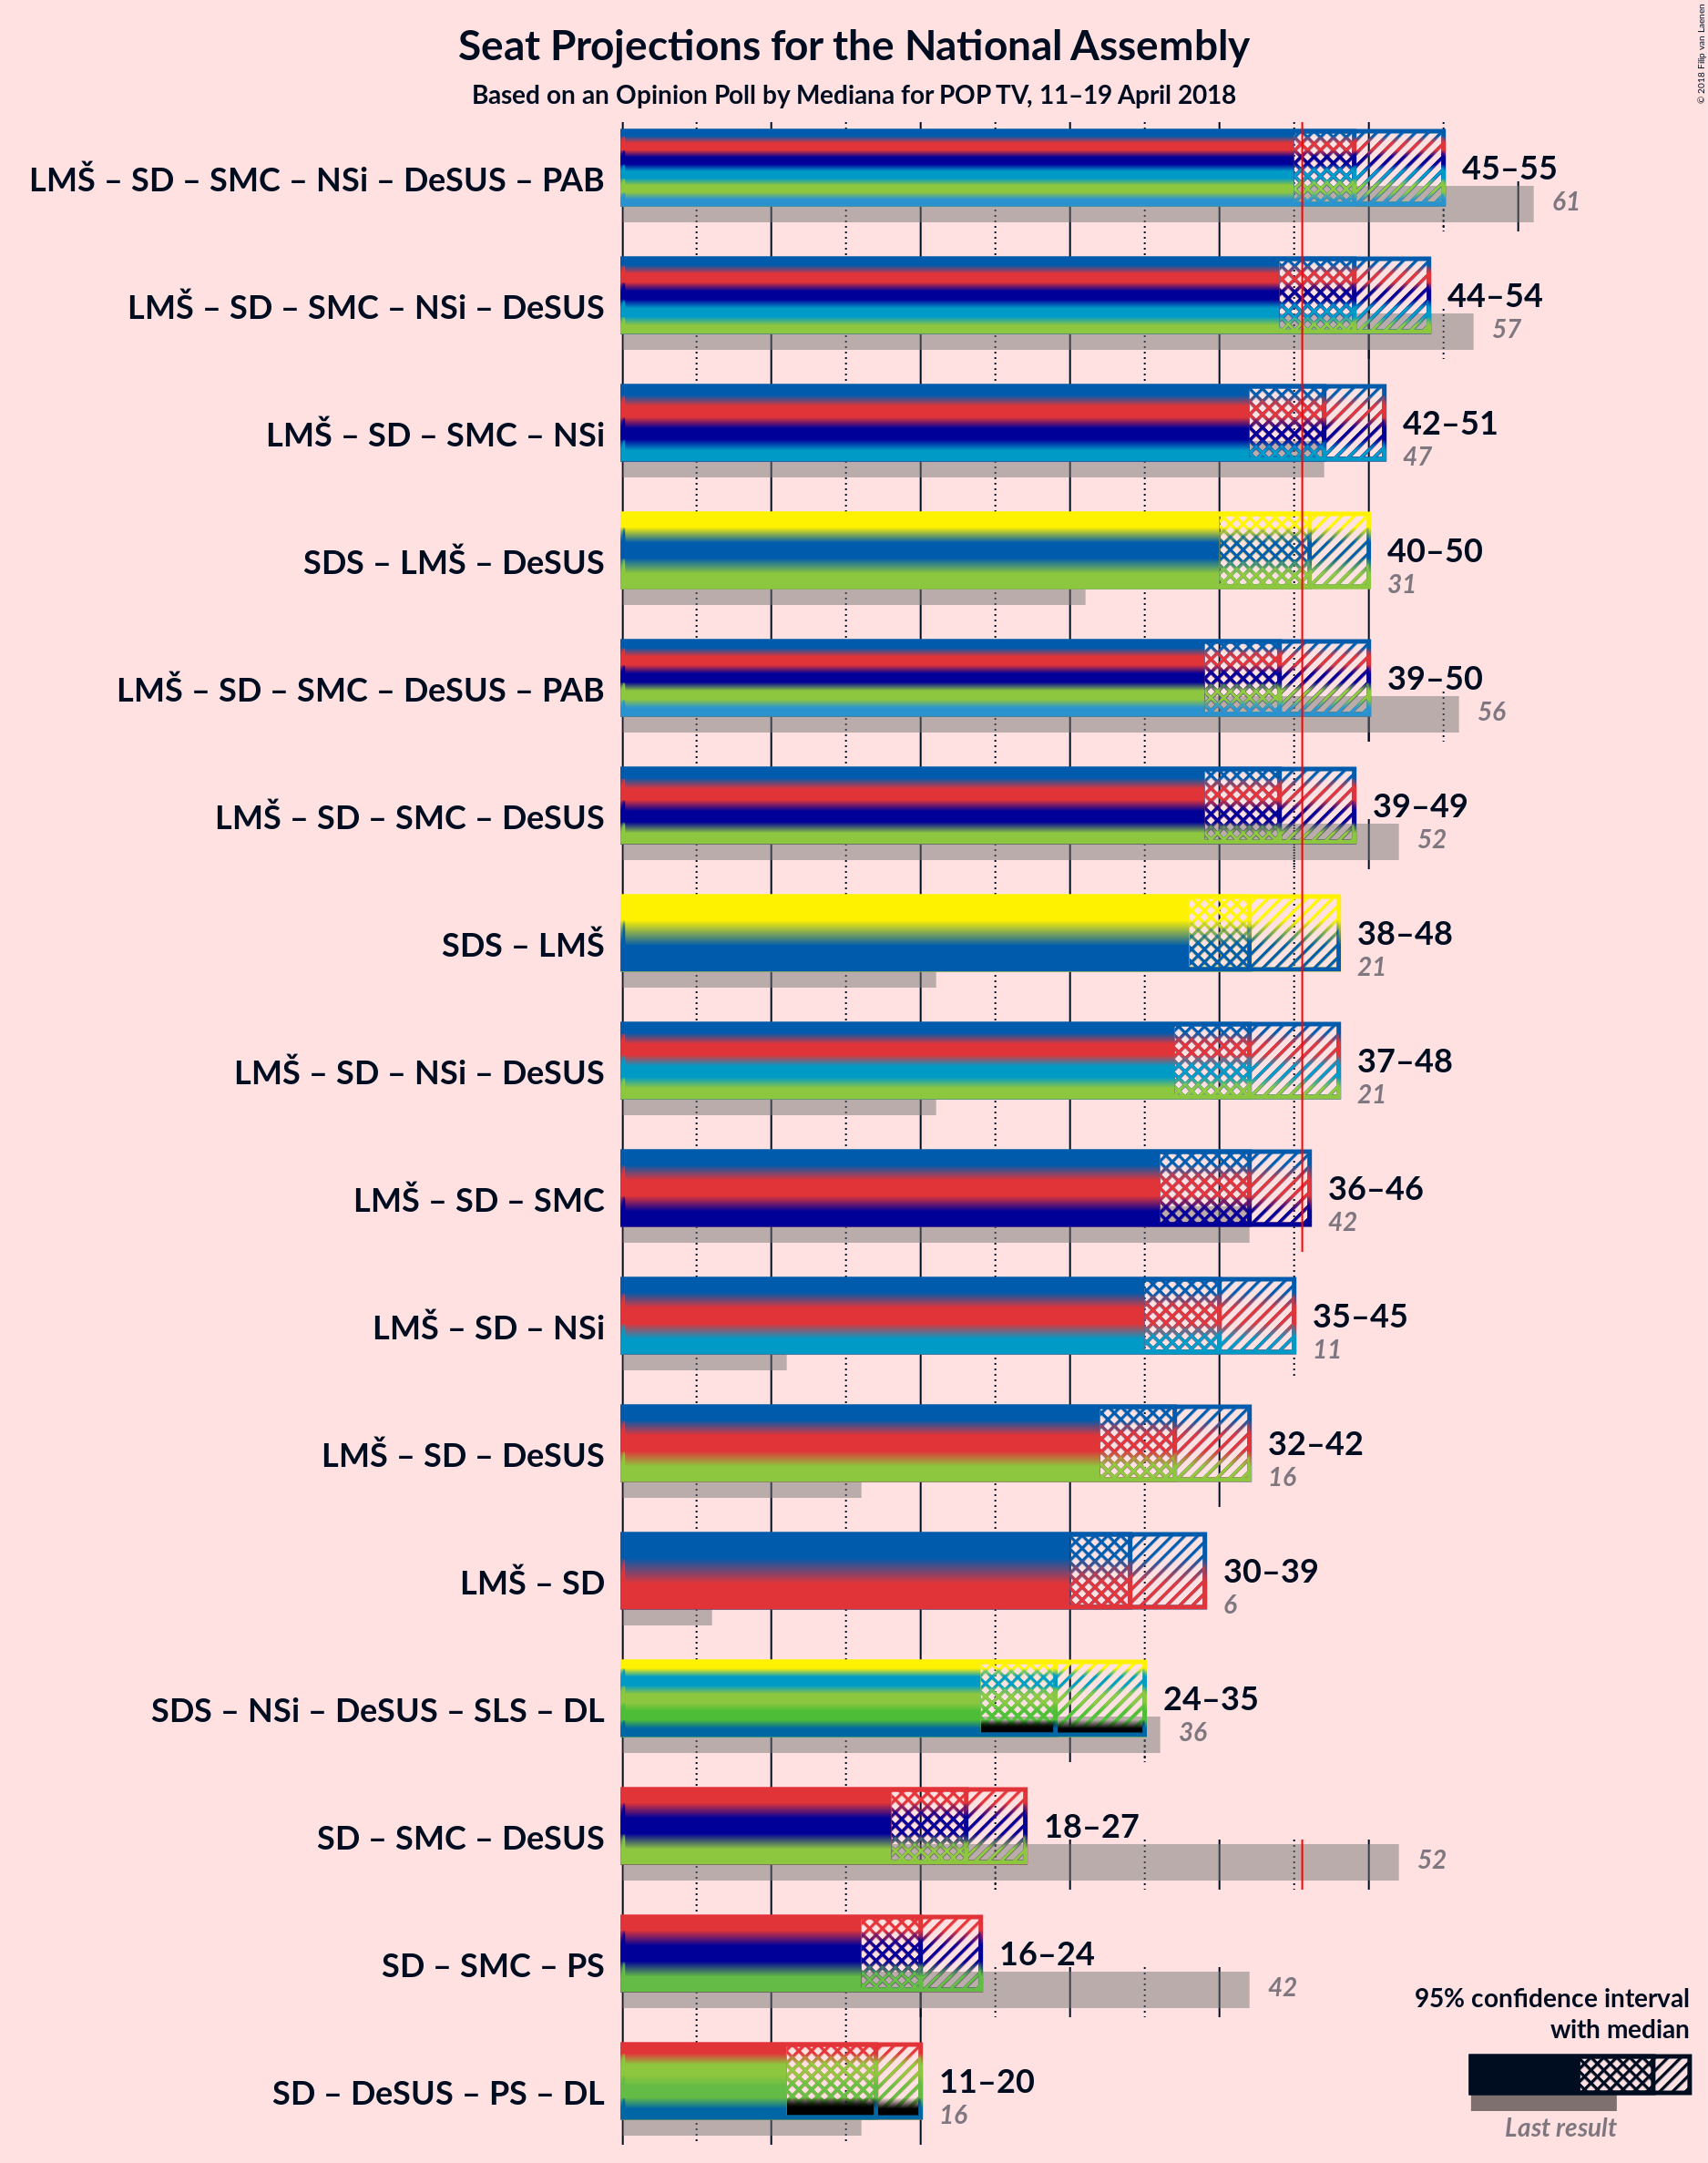 Seat Projections for the National Assembly
Based on an Opinion Poll by Mediana for POP TV, 11–19 April 2018
© 2018 Filip van Laenen
LMŠ – SD – SMC – NSi – DeSUS – PAB
45–55
61
LMŠ – SD – SMC – NSi – DeSUS
44–54
57
LMŠ – SD – SMC – NSi
42–51
47
SDS – LMŠ – DeSUS
40–50
31
LMŠ – SD – SMC – DeSUS – PAB
39–50
56
LMŠ – SD – SMC – DeSUS
39–49
52
SDS – LMŠ
38–48
21
LMŠ – SD – NSi – DeSUS
37–48
21
LMŠ – SD – SMC
36–46
42
LMŠ – SD – NSi
35–45
11
LMŠ – SD – DeSUS
32–42
16
LMŠ – SD
30–39
6
SDS – NSi – DeSUS – SLS – DL
24–35
36
SD – SMC – DeSUS
18–27
52
SD – SMC – PS
16–24
42
SD – DeSUS – PS – DL
11–20
16
95% confidence interval
with median
Last result